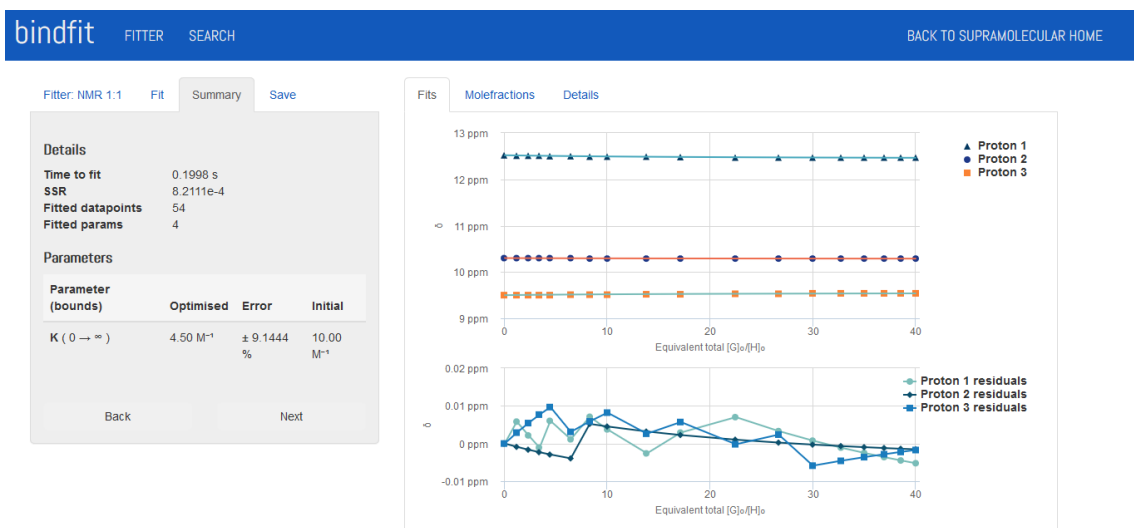 bindfit FITTER SEARCH BACK TO SUPRAMOLECULAR HOME
Fitter: NMR 1:1 Fit Summary Save
Details
Time to fit 0.1998 s
SSR 8.2111e-4
Fitted datapoints 54
Fitted params 4
Parameters
Parameter
(bounds) Optimised Error Initial
K ( 0 → ∞ ) 4.50 M⁻¹ ± 9.1444 10.00
% M⁻¹
Back Next
Fits Molefractions Details
13 ppm
12 ppm
11 ppm
δ
10 ppm
9 ppm
0 10 20 30 40
Equivalent total [G]₀/[H]₀
Proton 1
Proton 2
Proton 3
0.02 ppm
0.01 ppm
δ
0 ppm
-0.01 ppm
0 10 20 30 40
Equivalent total [G]₀/[H]₀
Proton 1 residuals
Proton 2 residuals
Proton 3 residuals